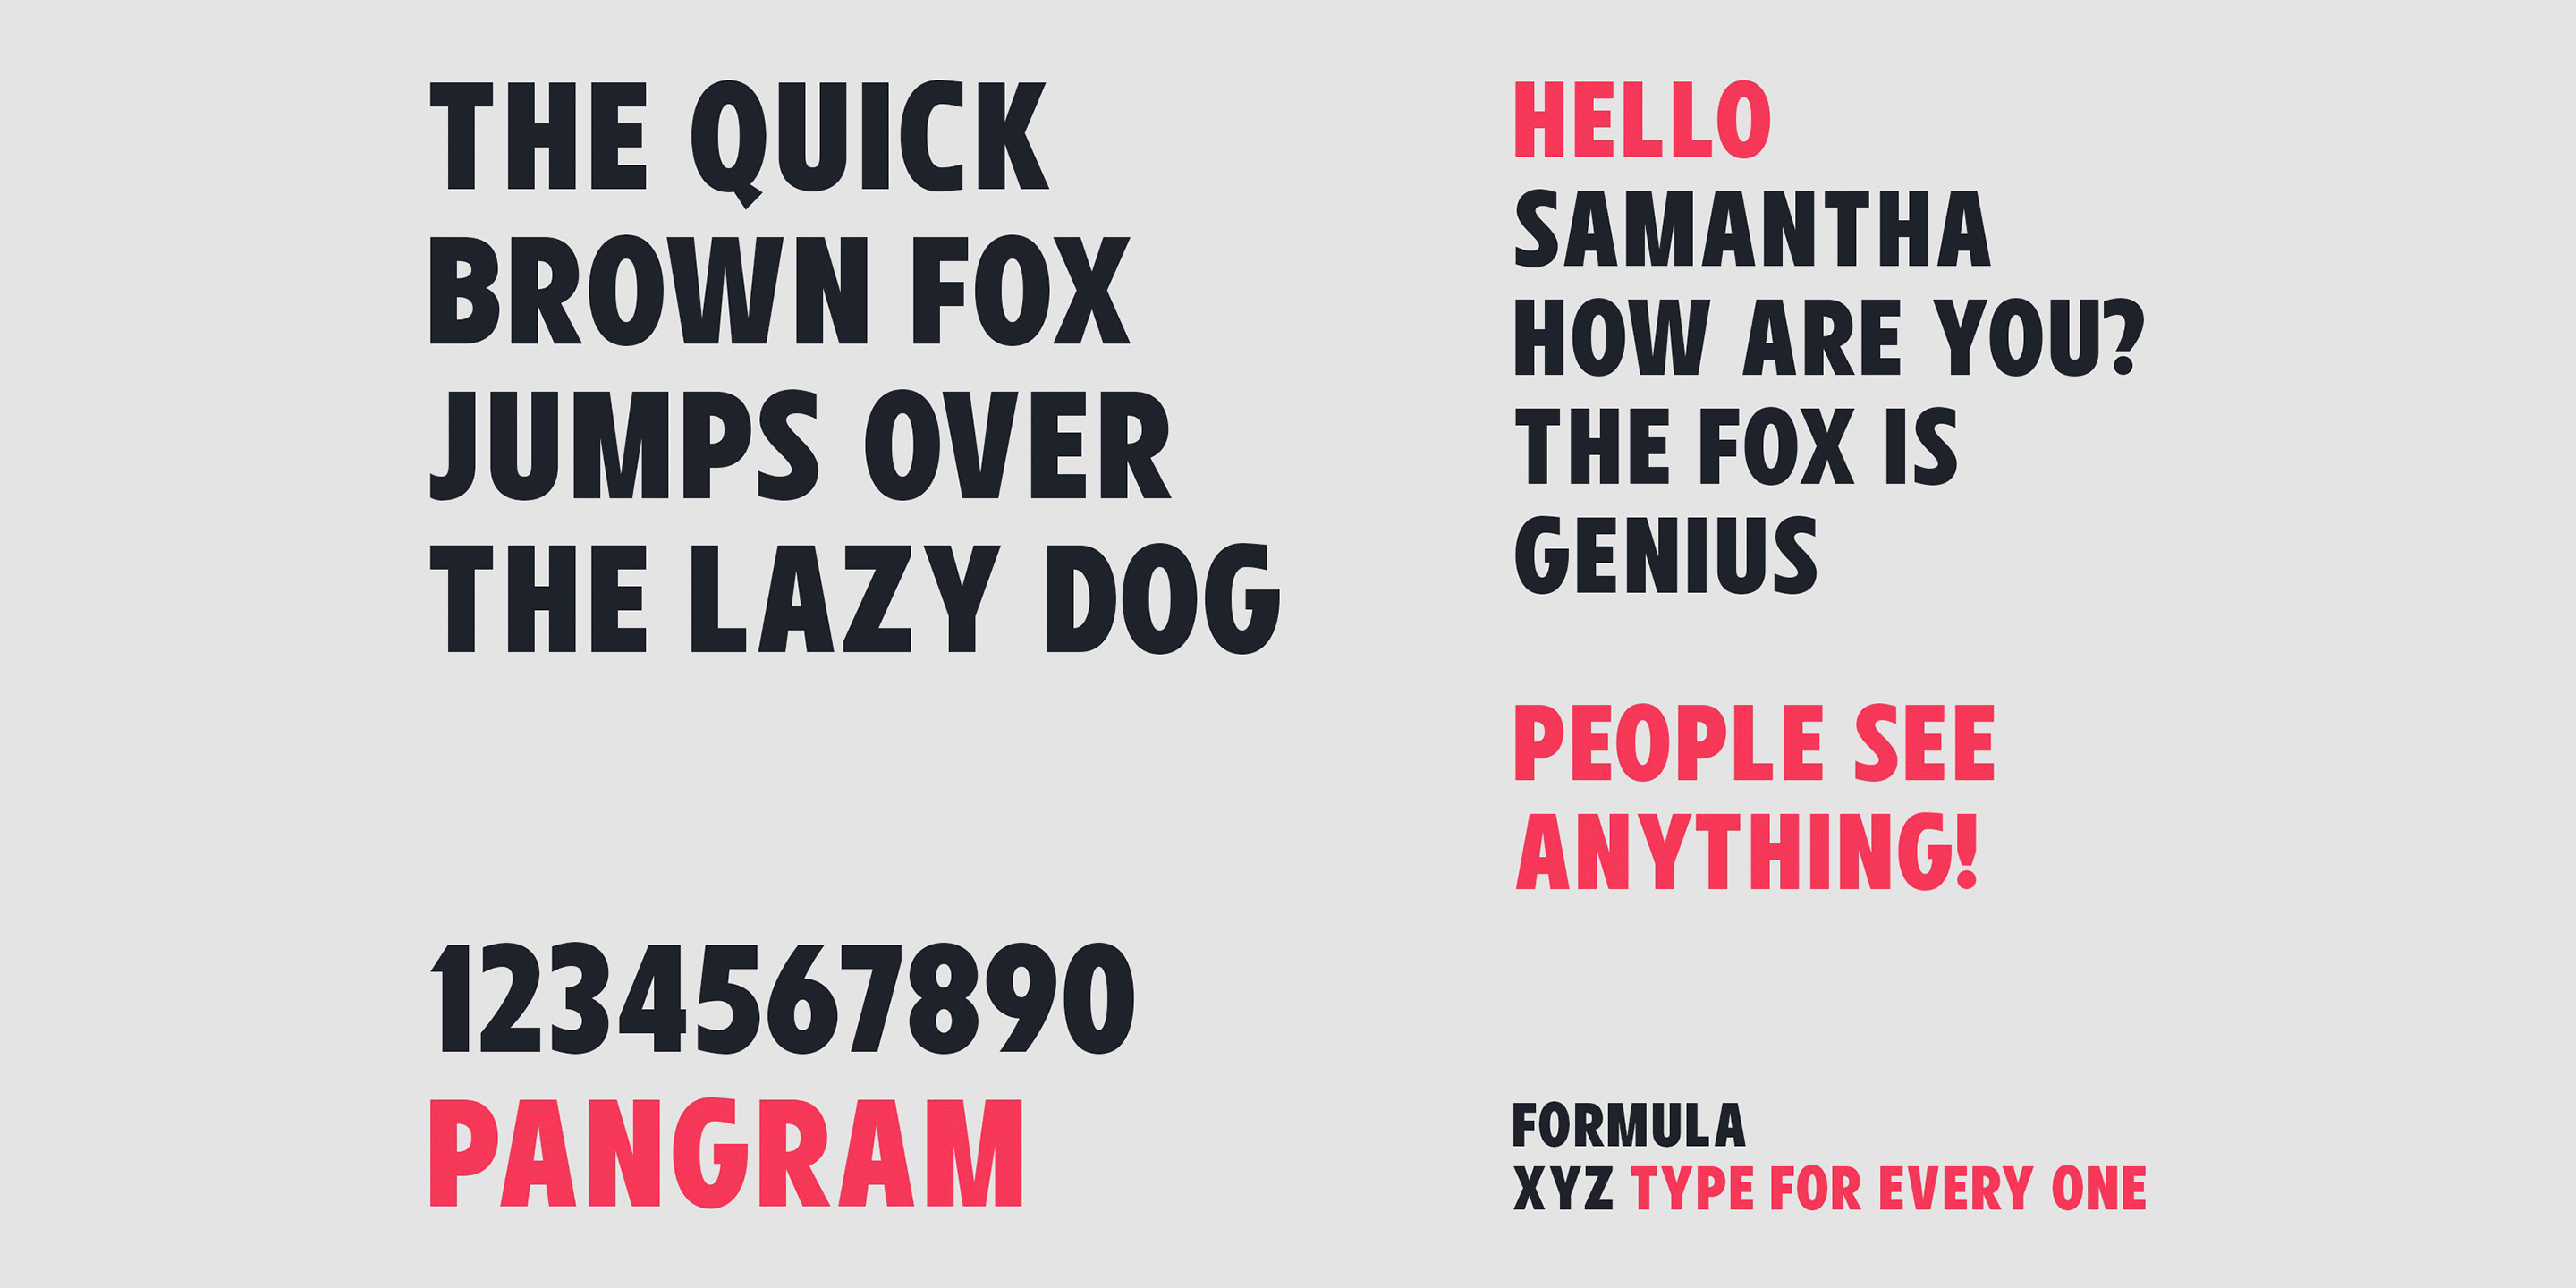 THE QUICK
BROWN FOX
JUMPS OVER
THE LAZY DOG
1234567890
PANGRAM
HELLO
SAMANTHA
HOW ARE YOU?
THE FOX IS
GENIUS
PEOPLE SEE
ANYTHING!
FORMULA
XYZ TYPE FOR EVERY ONE